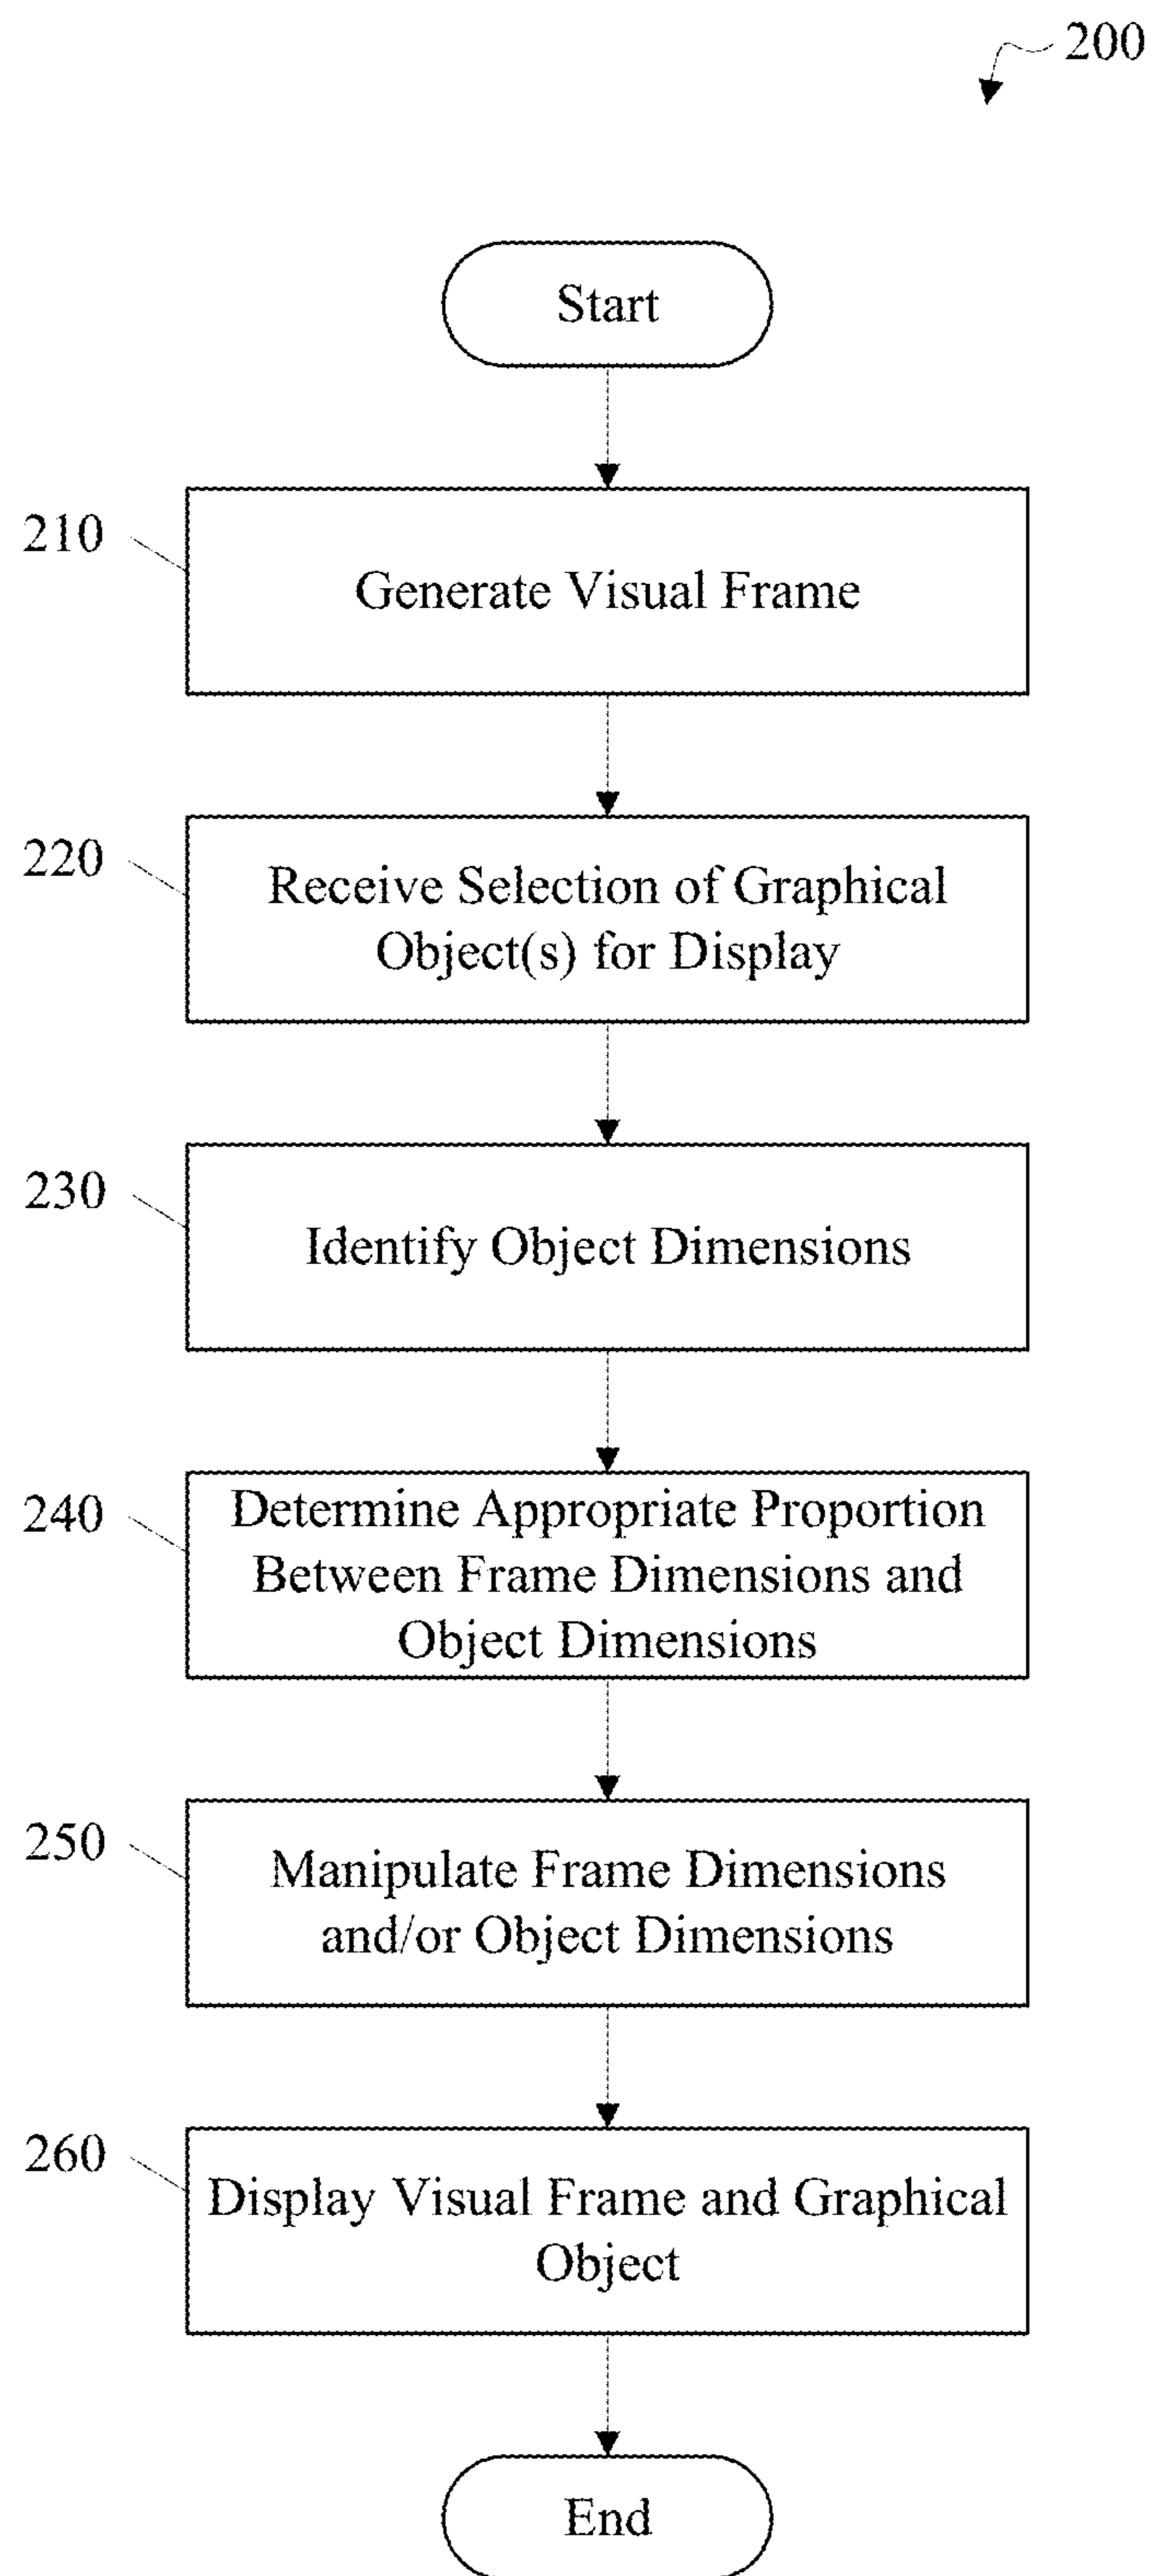 200
Start
210
Generate Visual Frame
220
Receive Selection of Graphical
Object(s) for Display
230
Identify Object Dimensions
240
Determine Appropriate Proportion
Between Frame Dimensions and
Object Dimensions
250
Manipulate Frame Dimensions
and/or Object Dimensions
260
Display Visual Frame and Graphical
Object
End